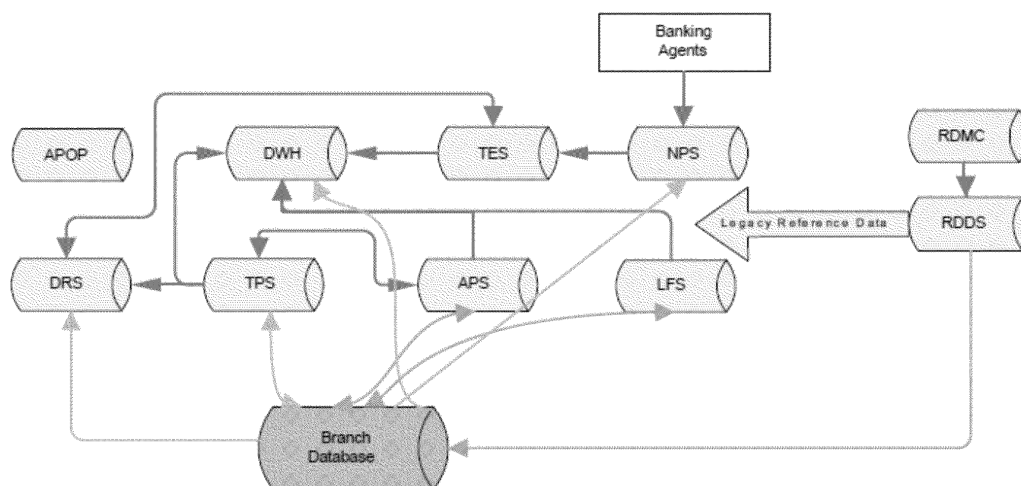 Banking
Agents
APOP
DWH
TES
NPS
RDMC
Legacy Reference Data
RDDS
DRS
TPS
APS
LFS
Branch
Database